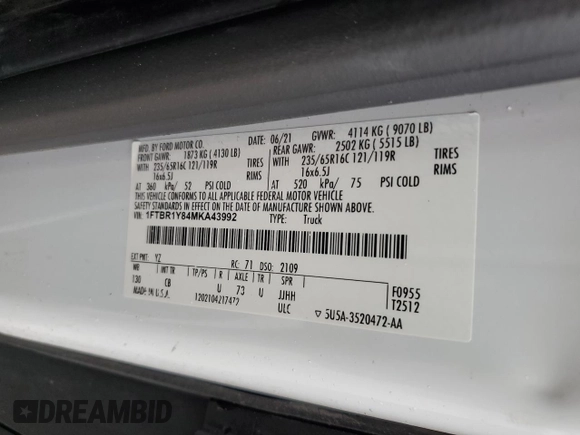 MFD. BY FORD MOTOR CO.
DATE: 06/21 GVWR: 4114 KG ( 9070 LB)
FRONT GAWR: 1873 KG ( 4130 LB) REAR GAWR: 2502 KG ( 5515 LB)
WITH 235/65R16C 121/119R TIRES WITH 235/65R16C 121/119R TIRES
16x6.5J RIMS 16x6.5J RIMS
AT 360 kPa/ 52 PSI COLD AT 520 kPa/ 75 PSI COLD
THIS VEHICLE CONFORMS TO ALL APPLICABLE FEDERAL MOTOR VEHICLE
SAFETY STANDARDS IN EFFECT ON THE DATE OF MANUFACTURE SHOWN ABOVE.
VIN: 1FTBR1Y84MKA43992 TYPE: Truck
EXT PNT: YZ RC: 71 DSO: 2109
WB INT TR TP/PS R AXLE TR SPR
130 CB U 73 U JJHH F0955
MADE IN U.S.A. 1202104217472 ULC T2512
▽ 5U5A-3520472-AA
DREAMBID